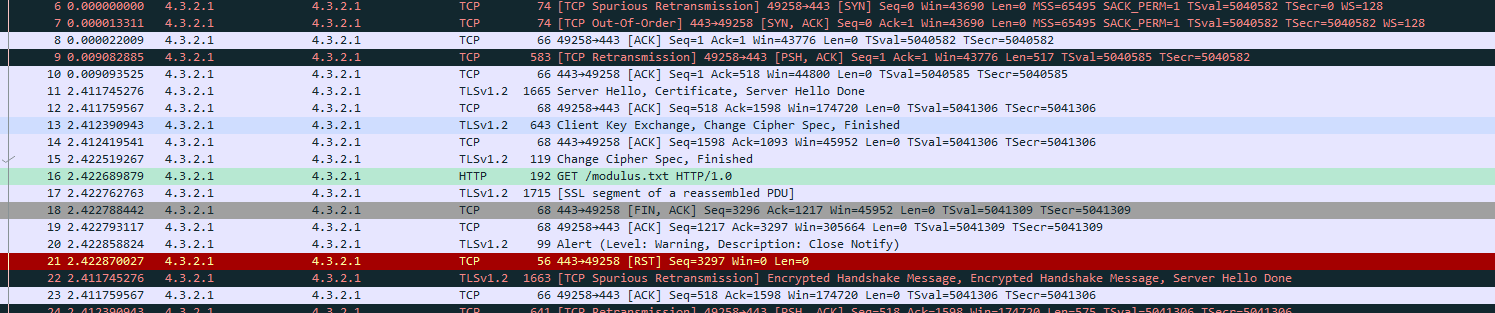 6 0.000000000 4.3.2.1 4.3.2.1 TCP 74 [TCP Spurious Retransmission] 49258→443 [SYN] Seq=0 Win=43690 Len=0 MSS=65495 SACK_PERM=1 TSval=5040582 TSecr=0 WS=128
7 0.000013311 4.3.2.1 4.3.2.1 TCP 74 [TCP Out-Of-Order] 443→49258 [SYN, ACK] Seq=0 Ack=1 Win=43690 Len=0 MSS=65495 SACK_PERM=1 TSval=5040582 TSecr=5040582 WS=128
8 0.000022009 4.3.2.1 4.3.2.1 TCP 66 49258→443 [ACK] Seq=1 Ack=1 Win=43776 Len=0 TSval=5040582 TSecr=5040582
9 0.009082885 4.3.2.1 4.3.2.1 TCP 583 [TCP Retransmission] 49258→443 [PSH, ACK] Seq=1 Ack=1 Win=43776 Len=517 TSval=5040585 TSecr=5040582
10 0.009093525 4.3.2.1 4.3.2.1 TCP 66 443→49258 [ACK] Seq=1 Ack=518 Win=44800 Len=0 TSval=5040585 TSecr=5040585
11 2.411745276 4.3.2.1 4.3.2.1 TLSv1.2 1665 Server Hello, Certificate, Server Hello Done
12 2.411759567 4.3.2.1 4.3.2.1 TCP 68 49258→443 [ACK] Seq=518 Ack=1598 Win=174720 Len=0 TSval=5041306 TSecr=5041306
13 2.412390943 4.3.2.1 4.3.2.1 TLSv1.2 643 Client Key Exchange, Change Cipher Spec, Finished
14 2.412419541 4.3.2.1 4.3.2.1 TCP 68 443→49258 [ACK] Seq=1598 Ack=1093 Win=45952 Len=0 TSval=5041306 TSecr=5041306
15 2.422519267 4.3.2.1 4.3.2.1 TLSv1.2 119 Change Cipher Spec, Finished
16 2.422689879 4.3.2.1 4.3.2.1 HTTP 192 GET /modulus.txt HTTP/1.0
17 2.422762763 4.3.2.1 4.3.2.1 TLSv1.2 1715 [SSL segment of a reassembled PDU]
18 2.422788442 4.3.2.1 4.3.2.1 TCP 68 443→49258 [FIN, ACK] Seq=3296 Ack=1217 Win=45952 Len=0 TSval=5041309 TSecr=5041309
19 2.422793117 4.3.2.1 4.3.2.1 TCP 68 49258→443 [ACK] Seq=1217 Ack=3297 Win=305664 Len=0 TSval=5041309 TSecr=5041309
20 2.422858824 4.3.2.1 4.3.2.1 TLSv1.2 99 Alert (Level: Warning, Description: Close Notify)
21 2.422870027 4.3.2.1 4.3.2.1 TCP 56 443→49258 [RST] Seq=3297 Win=0 Len=0
22 2.411745276 4.3.2.1 4.3.2.1 TLSv1.2 1663 [TCP Spurious Retransmission] Encrypted Handshake Message, Encrypted Handshake Message, Server Hello Done
23 2.411759567 4.3.2.1 4.3.2.1 TCP 66 49258→443 [ACK] Seq=518 Ack=1598 Win=174720 Len=0 TSval=5041306 TSecr=5041306
24 2.412390943 4.3.2.1 4.3.2.1 TCP 641 [TCP Retransmission] 49258→443 [PSH, ACK] Seq=518 Ack=1598 Win=174720 Len=575 TSval=5041306 TSecr=5041306